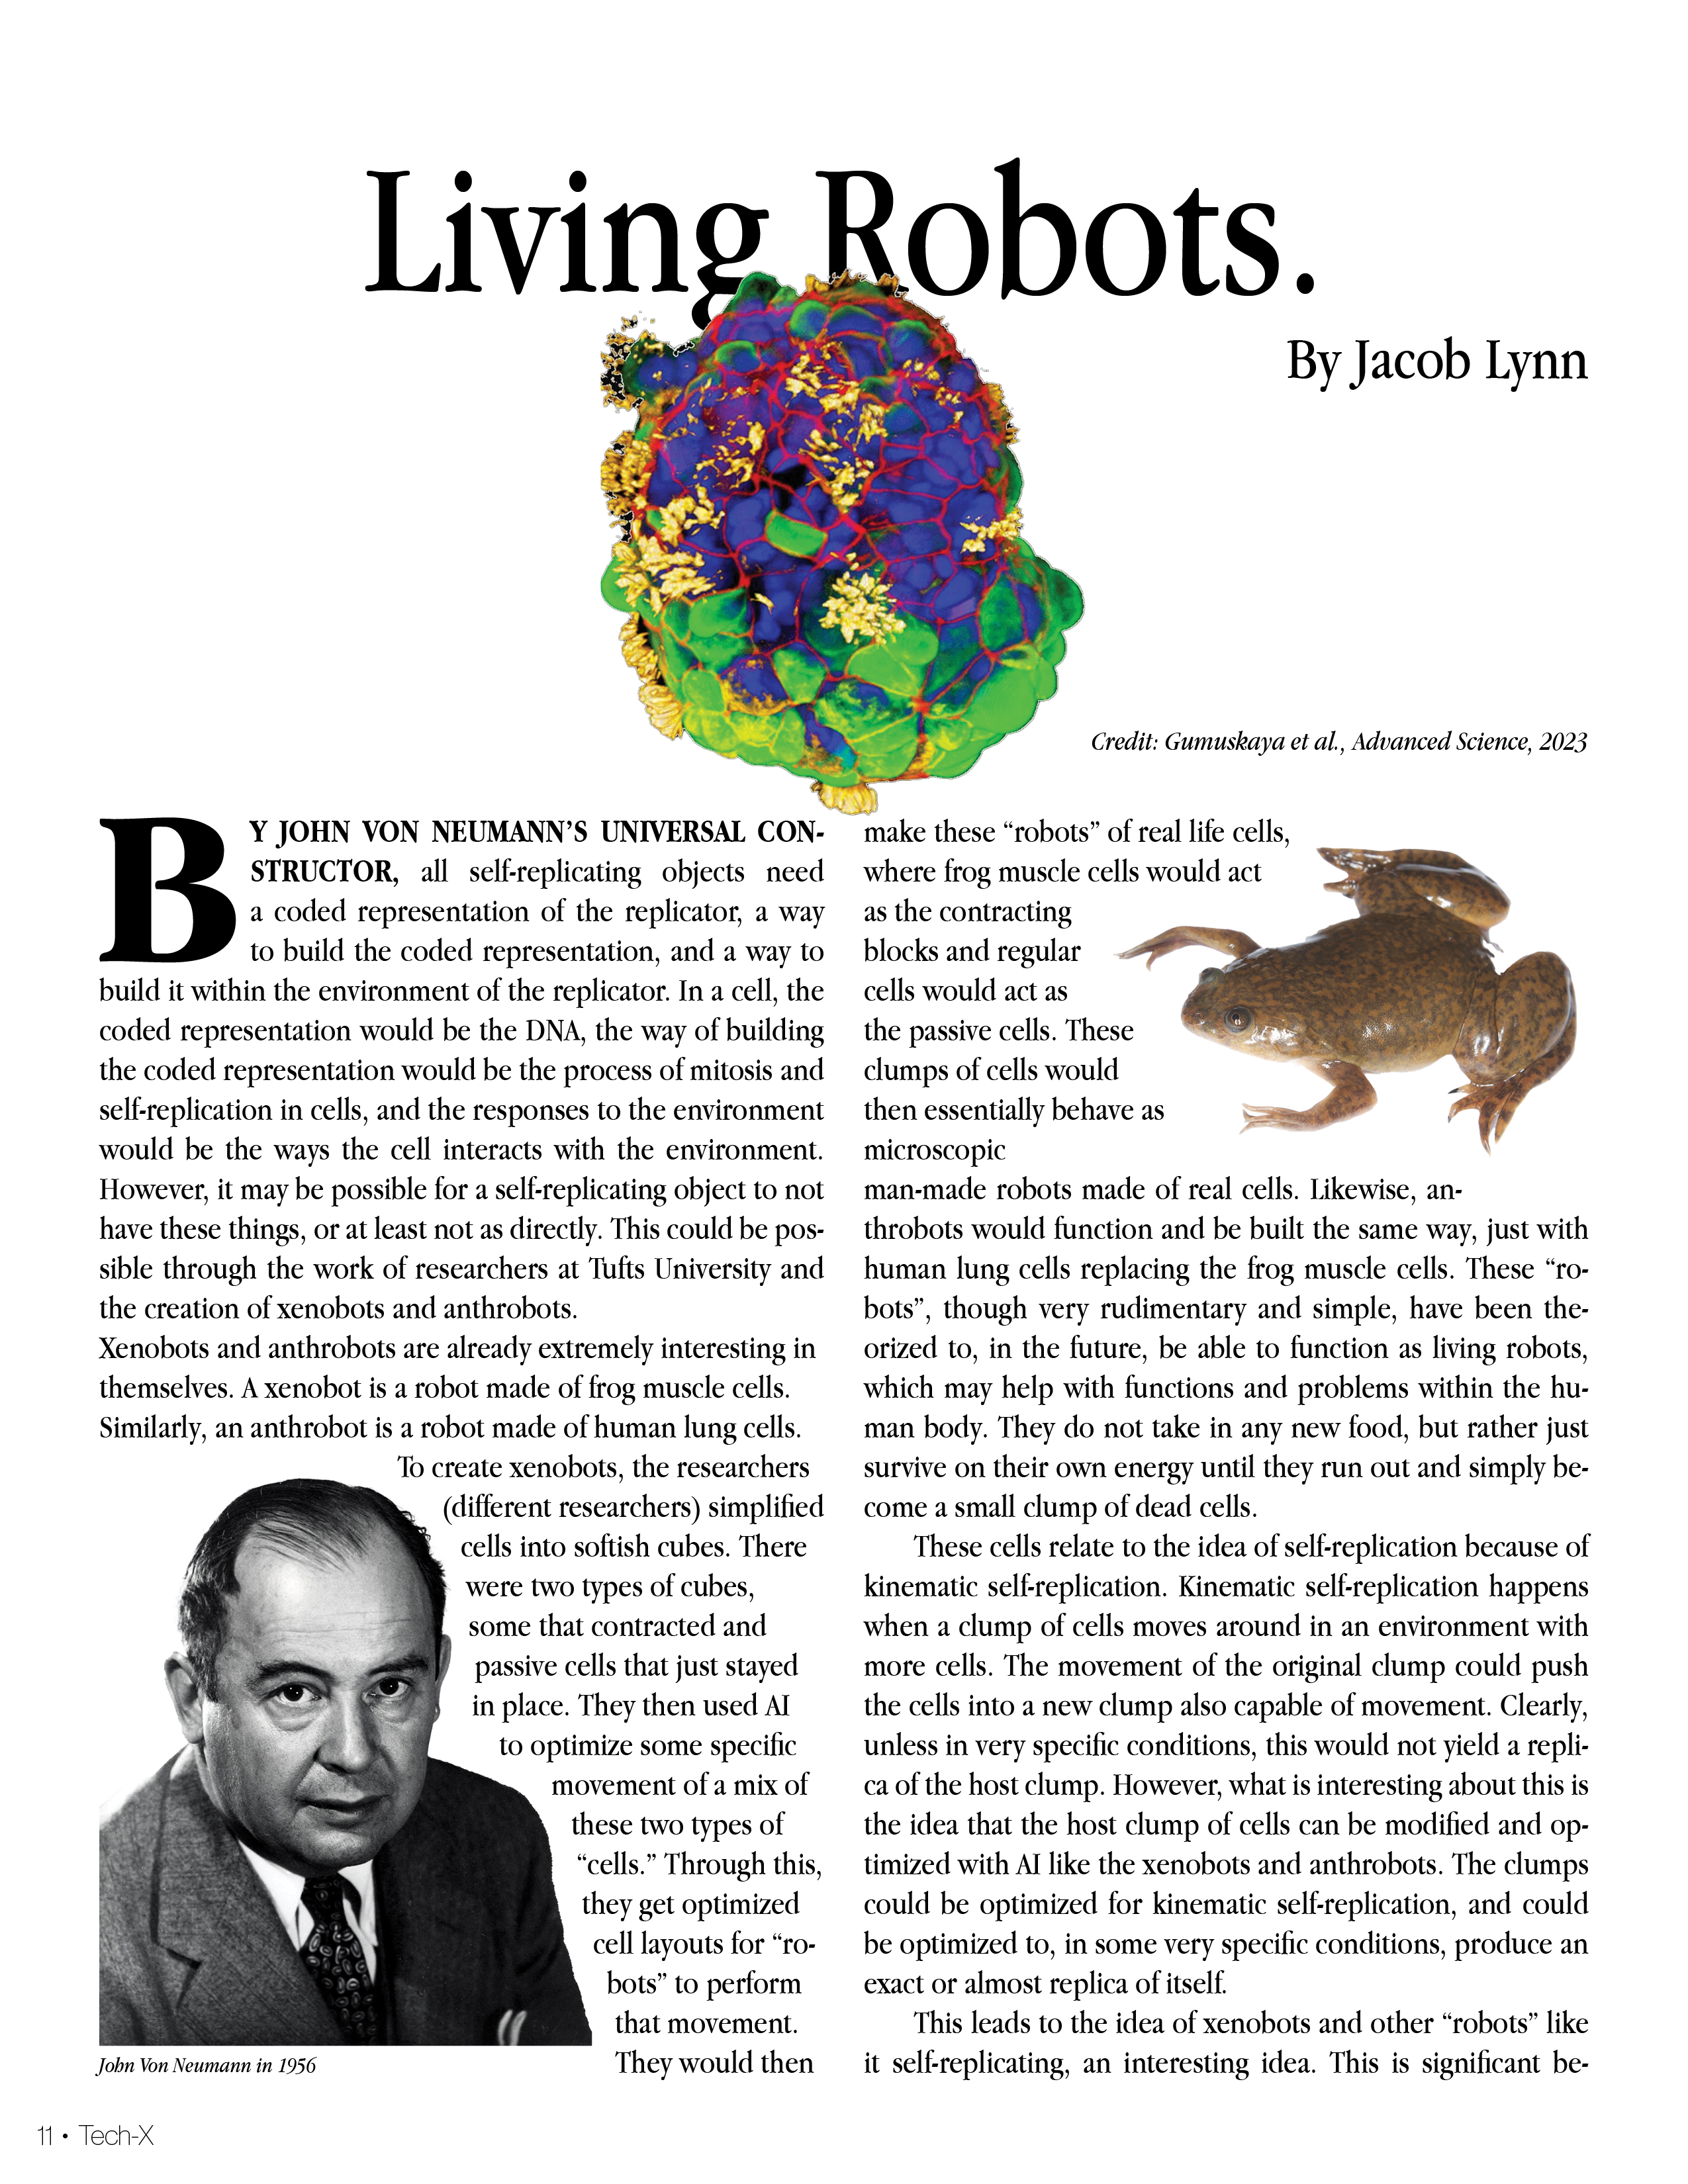 Living Robots.
By Jacob Lynn
Credit: Gumuskaya et al., Advanced Science, 2023
BY JOHN VON NEUMANN’S UNIVERSAL CON-
STRUCTOR, all self-replicating objects need
a coded representation of the replicator, a way
to build the coded representation, and a way to
build it within the environment of the replicator. In a cell, the
coded representation would be the DNA, the way of building
the coded representation would be the process of mitosis and
self-replication in cells, and the responses to the environment
would be the ways the cell interacts with the environment.
However, it may be possible for a self-replicating object to not
have these things, or at least not as directly. This could be pos-
sible through the work of researchers at Tufts University and
the creation of xenobots and anthrobots.
Xenobots and anthrobots are already extremely interesting in
themselves. A xenobot is a robot made of frog muscle cells.
Similarly, an anthrobot is a robot made of human lung cells.
To create xenobots, the researchers
(different researchers) simplified
cells into softish cubes. There
were two types of cubes,
some that contracted and
passive cells that just stayed
in place. They then used AI
to optimize some specific
movement of a mix of
these two types of
“cells.” Through this,
they get optimized
cell layouts for “ro-
bots” to perform
that movement.
They would then
John Von Neumann in 1956
make these “robots” of real life cells,
where frog muscle cells would act
as the contracting
blocks and regular
cells would act as
the passive cells. These
clumps of cells would
then essentially behave as
microscopic
man-made robots made of real cells. Likewise, an-
throbots would function and be built the same way, just with
human lung cells replacing the frog muscle cells. These “ro-
bots”, though very rudimentary and simple, have been the-
orized to, in the future, be able to function as living robots,
which may help with functions and problems within the hu-
man body. They do not take in any new food, but rather just
survive on their own energy until they run out and simply be-
come a small clump of dead cells.
These cells relate to the idea of self-replication because of
kinematic self-replication. Kinematic self-replication happens
when a clump of cells moves around in an environment with
more cells. The movement of the original clump could push
the cells into a new clump also capable of movement. Clearly,
unless in very specific conditions, this would not yield a repli-
ca of the host clump. However, what is interesting about this is
the idea that the host clump of cells can be modified and op-
timized with AI like the xenobots and anthrobots. The clumps
could be optimized for kinematic self-replication, and could
be optimized to, in some very specific conditions, produce an
exact or almost replica of itself.
This leads to the idea of xenobots and other “robots” like
it self-replicating, an interesting idea. This is significant be-
11 • Tech-X